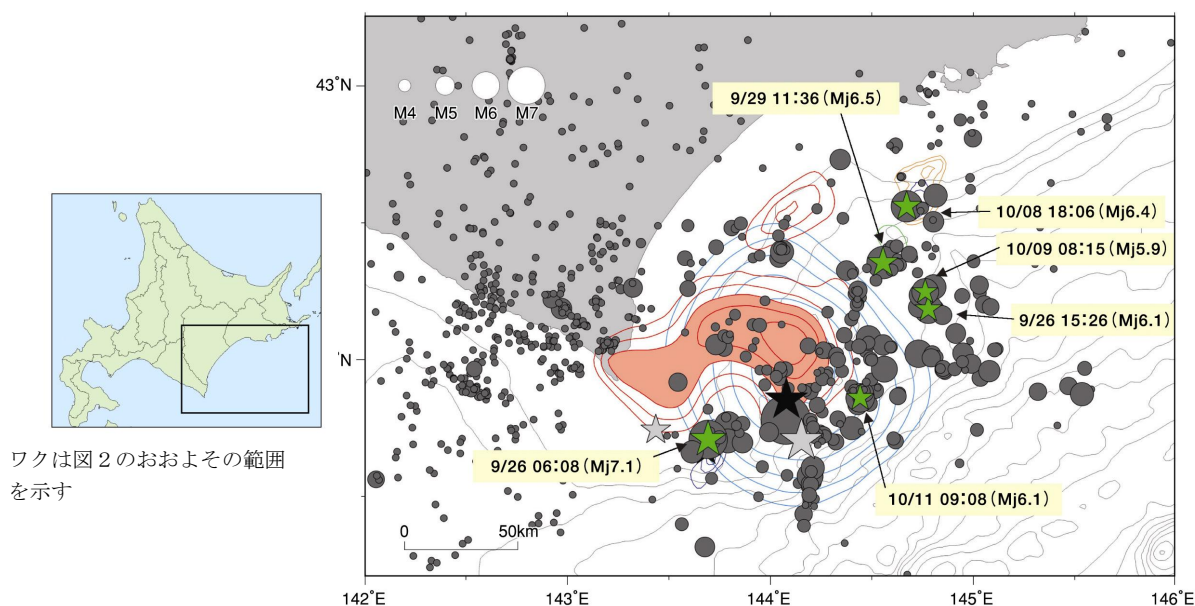 ワクは図２のおおよその範囲
を示す
43°N
M4 M5 M6 M7
9/29 11:36（Mj6.5）
10/08 18:06（Mj6.4）
10/09 08:15（Mj5.9）
9/26 15:26（Mj6.1）
°N
9/26 06:08（Mj7.1）
10/11 09:08（Mj6.1）
0 50km
142°E 143°E 144°E 145°E 146°E